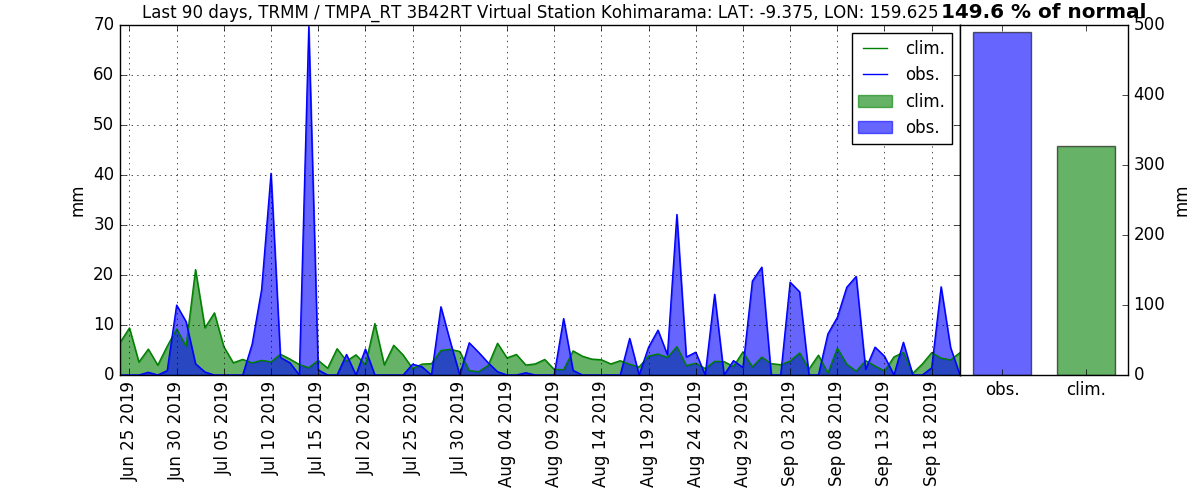 Last 90 days, TRMM / TMPA_RT 3B42RT Virtual Station Kohimarama: LAT: -9.375, LON: 159.625
149.6 % of normal
mm
70
60
50
40
30
20
10
0
clim.
obs.
clim.
obs.
Jun 25 2019
Jun 30 2019
Jul 05 2019
Jul 10 2019
Jul 15 2019
Jul 20 2019
Jul 25 2019
Jul 30 2019
Aug 04 2019
Aug 09 2019
Aug 14 2019
Aug 19 2019
Aug 24 2019
Aug 29 2019
Sep 03 2019
Sep 08 2019
Sep 13 2019
Sep 18 2019
500
400
300
200
100
0
mm
obs.
clim.